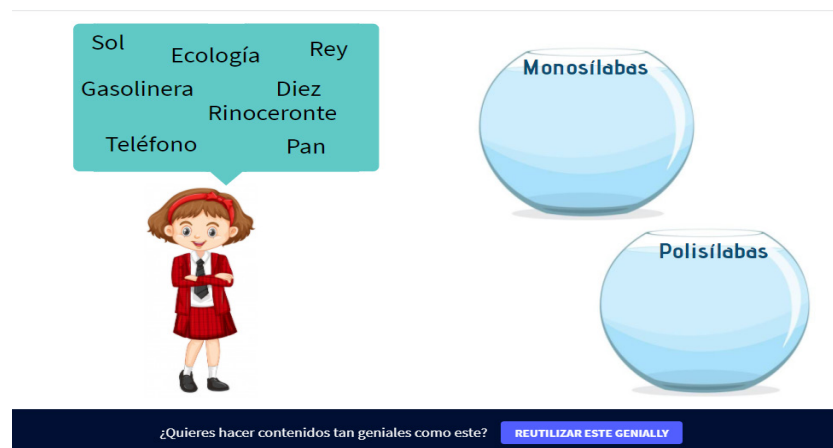 Sol
Ecología
Rey
Gasolinera
Diez
Rinoceronte
Teléfono
Pan
Monosílabas
Polisílabas
¿Quieres hacer contenidos tan geniales como este?
REUTILIZAR ESTE GENIALLY